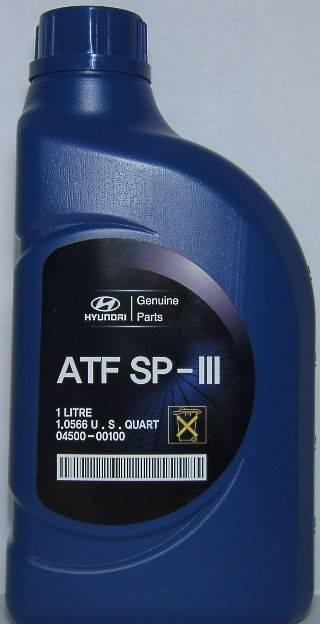 HYUNDAI
Genuine
Parts
ATF SP-III
1 LITRE
1.0566 U . S . QUART
04500-00100